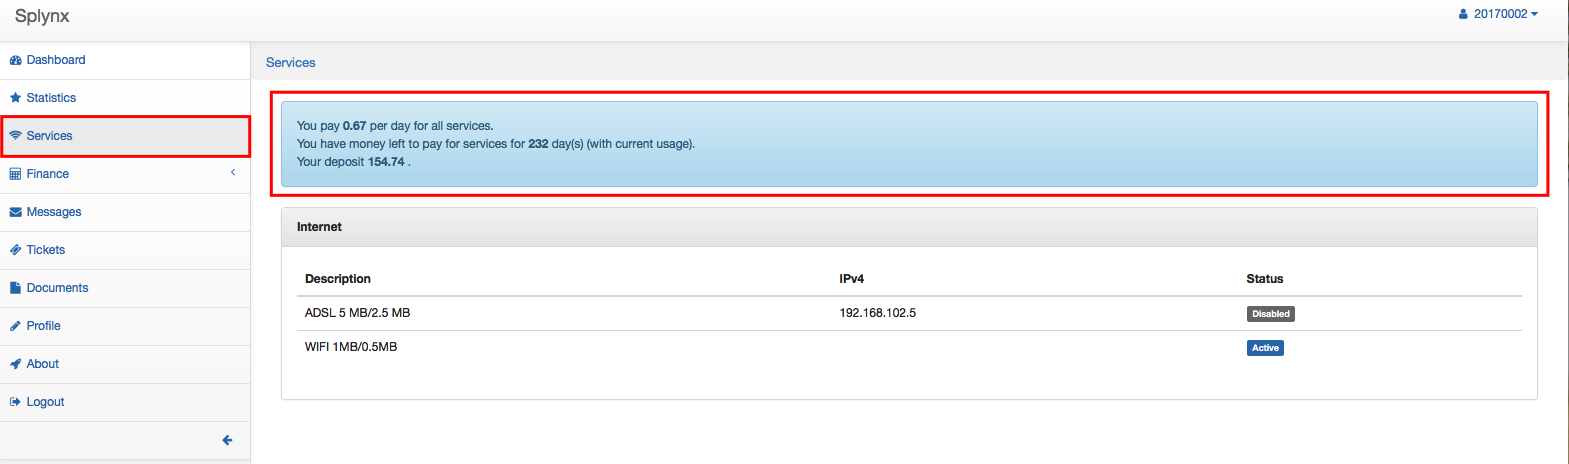 Splynx
20170002
Dashboard
Statistics
Services
Finance
Messages
Tickets
Documents
Profile
About
Logout
Services
You pay 0.67 per day for all services.
You have money left to pay for services for 232 day(s) (with current usage).
Your deposit 154.74 .
Internet
Description IPv4 Status
ADSL 5 MB/2.5 MB 192.168.102.5 Disabled
WIFI 1MB/0.5MB Active